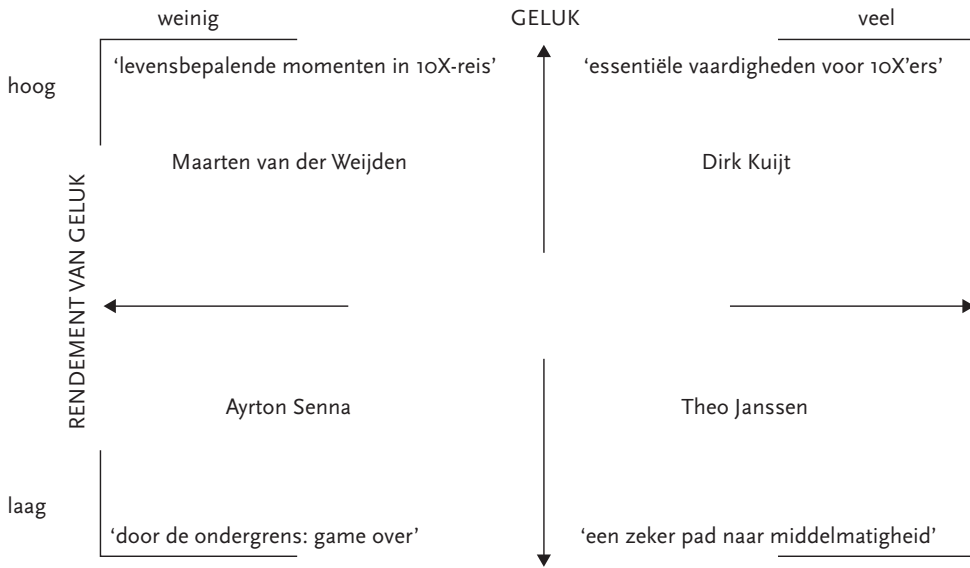 weinig
GELUK
veel
hoog
‘levensbepalende momenten in 10X-reis’
‘essentiële vaardigheden voor 10X’ers’
Maarten van der Weijden
Dirk Kuijt
RENDEMENT VAN GELUK
Ayrton Senna
Theo Janssen
laag
‘door de ondergrens: game over’
‘een zeker pad naar middelmatigheid’